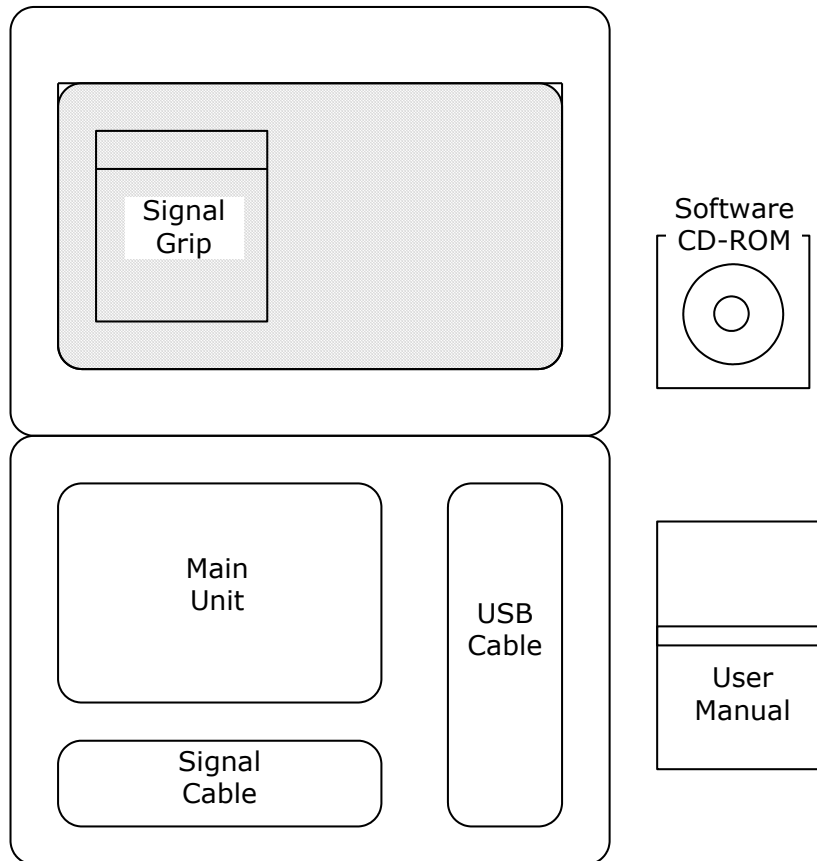 Signal
Grip
Software
CD-ROM
Main
Unit
USB
Cable
User
Manual
Signal
Cable